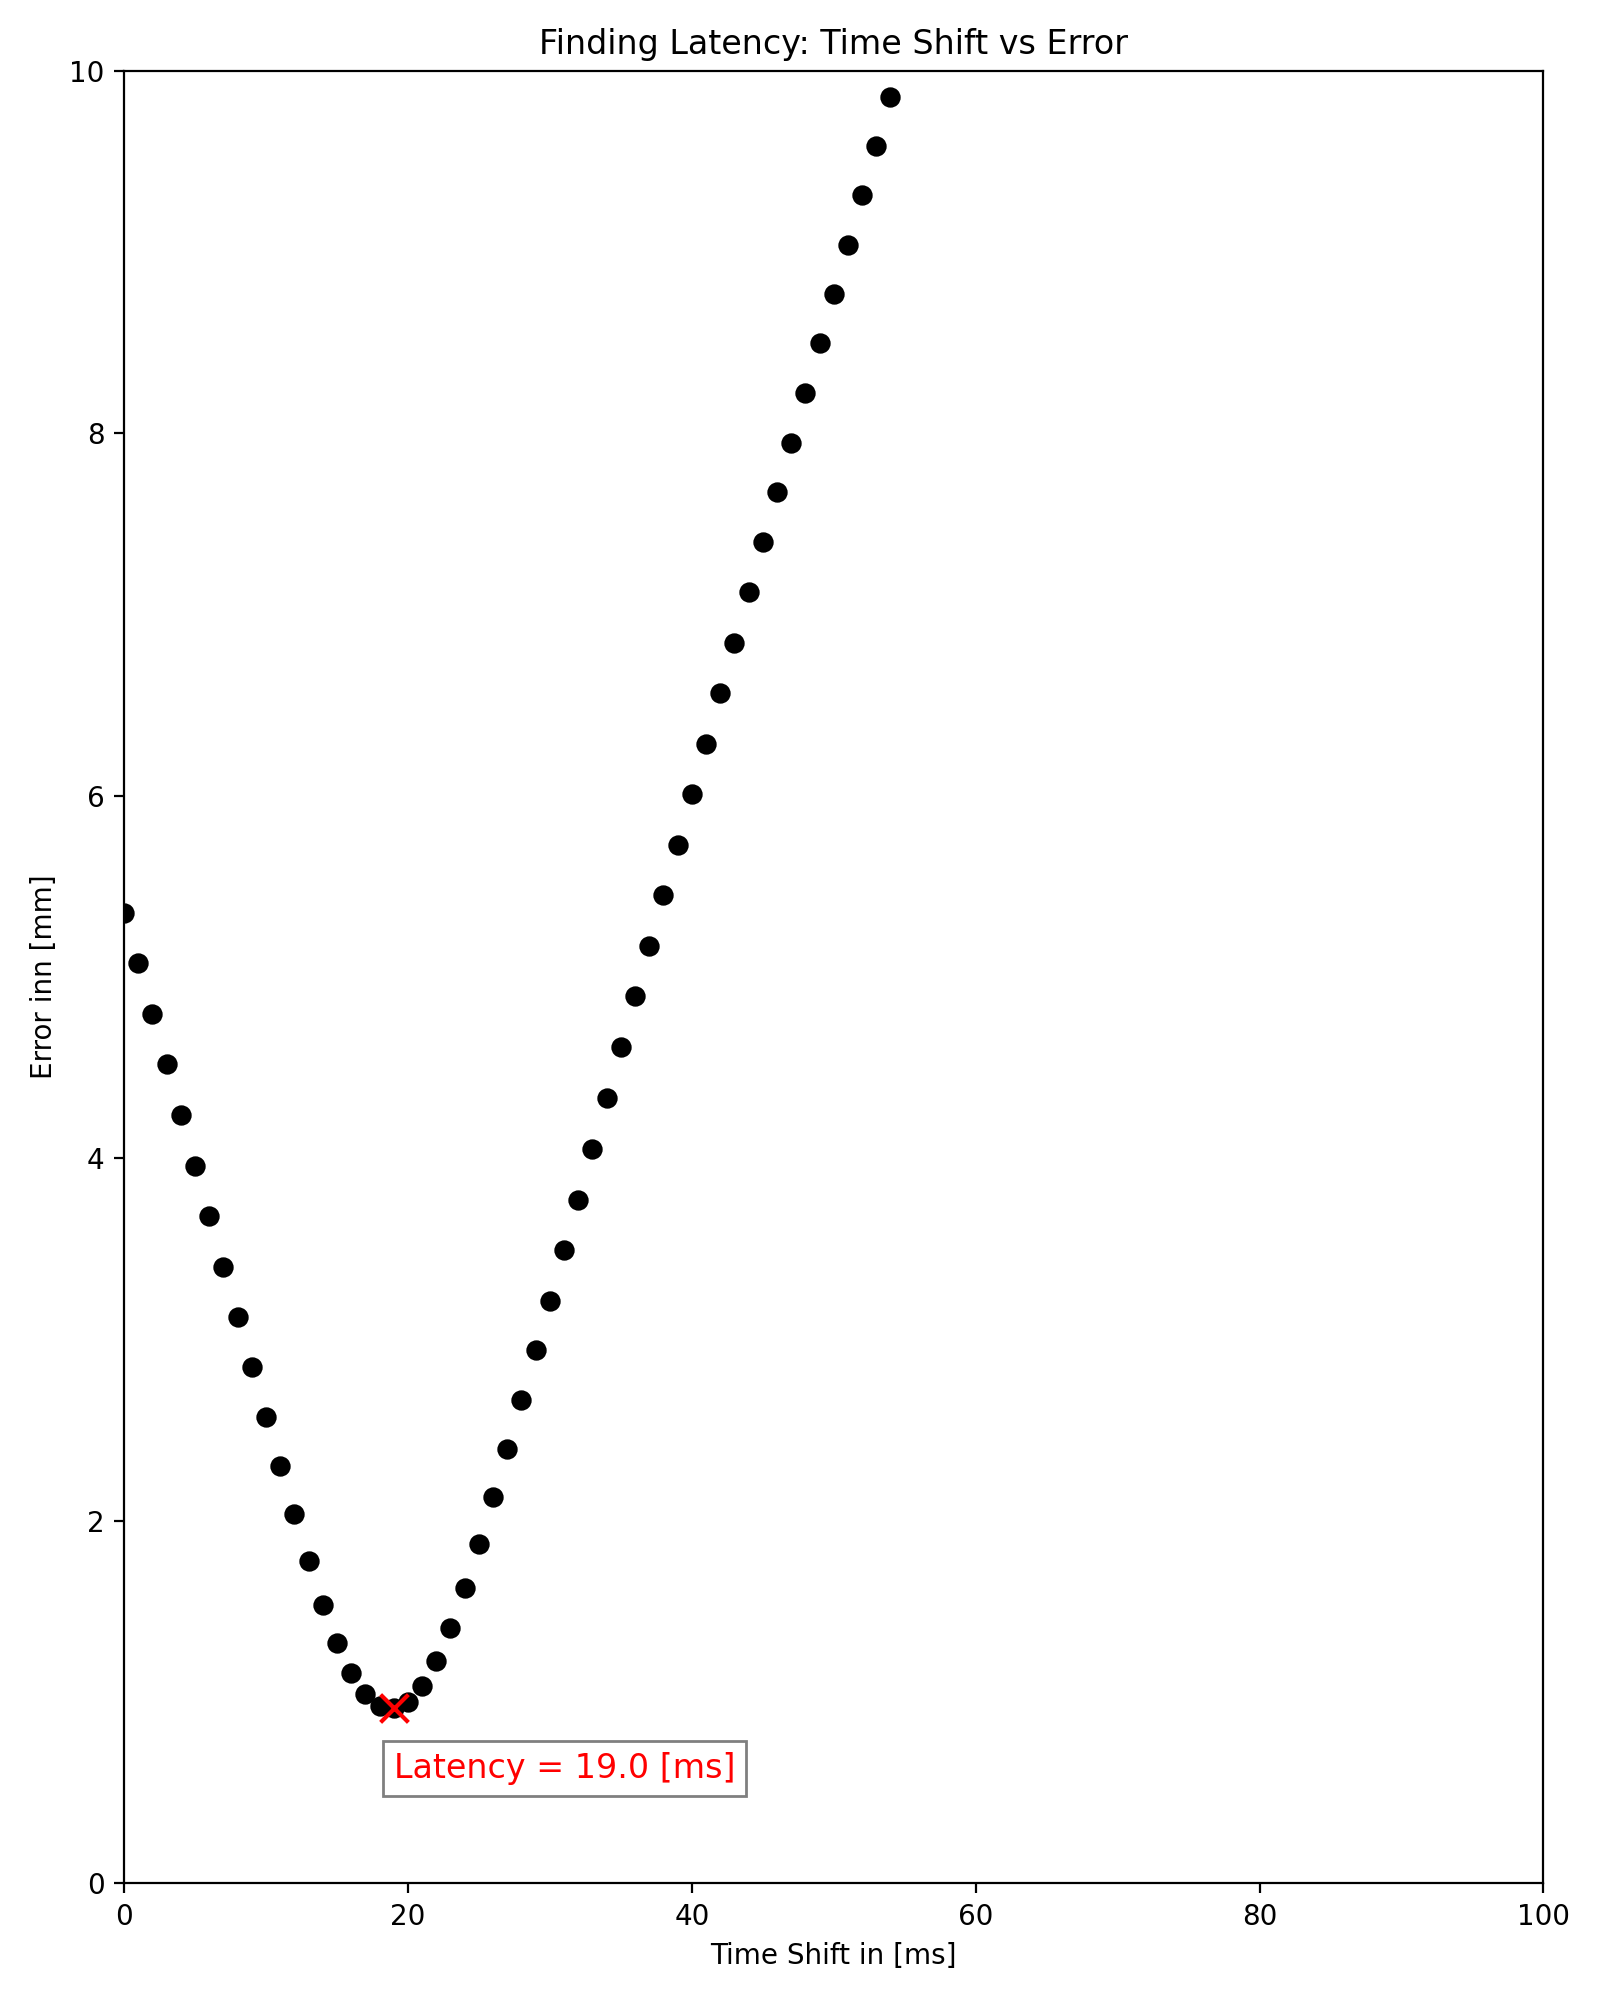 Finding Latency: Time Shift vs Error
10
8
6
4
2
0
Error inn [mm]
Latency = 19.0 [ms]
0 20 40 60 80 100
Time Shift in [ms]